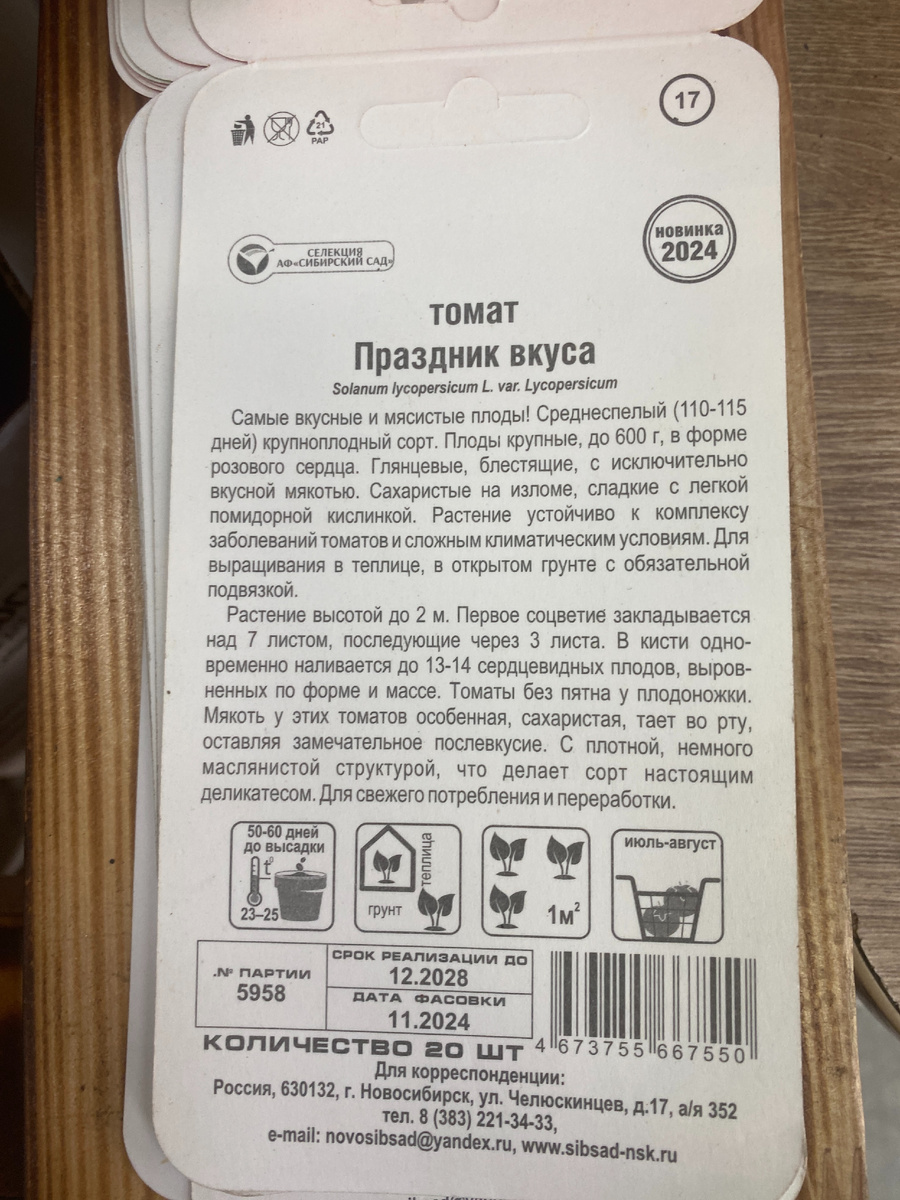 17
21
PAP
новинка
2024
СЕЛЕКЦИЯ
АФ«СИБИРСКИЙ САД»
томат
Праздник вкуса
Solanum lycopersicum L. var. Lycopersicum
Самые вкусные и мясистые плоды! Среднеспелый (110-115
дней) крупноплодный сорт. Плоды крупные, до 600 г, в форме
розового сердца. Глянцевые, блестящие, с исключительно
вкусной мякотью. Сахаристые на изломе, сладкие с легкой
помидорной кислинкой. Растение устойчиво к комплексу
заболеваний томатов и сложным климатическим условиям. Для
выращивания в теплице, в открытом грунте с обязательной
подвязкой.
Растение высотой до 2 м. Первое соцветие закладывается
над 7 листом, последующие через 3 листа. В кисти одно-
временно наливается до 13-14 сердцевидных плодов, выров-
ненных по форме и массе. Томаты без пятна у плодоножки.
Мякоть у этих томатов особенная, сахаристая, тает во рту,
оставляя замечательное послевкусие. С плотной, немного
маслянистой структурой, что делает сорт настоящим
деликатесом. Для свежего потребления и переработки.
50-60 дней
до высадки
t°
23–25
теплица
грунт
1м²
июль-август
№ ПАРТИИ
5958
СРОК РЕАЛИЗАЦИИ ДО
12.2028
ДАТА ФАСОВКИ
11.2024
КОЛИЧЕСТВО 20 ШТ
4 673755 667550
Для корреспонденции:
Россия, 630132, г. Новосибирск, ул. Челюскинцев, д.17, а/я 352
тел. 8 (383) 221-34-33,
e-mail: novosibsad@yandex.ru, www.sibsad-nsk.ru